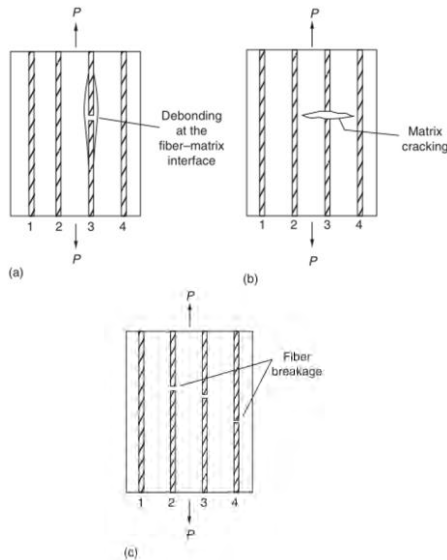 P
P
Debonding
at the
fiber–matrix
interface
Matrix
cracking
1 2 3 4
1 2 3 4
P
P
(a)
(b)
P
Fiber
breakage
1 2 3 4
P
(c)